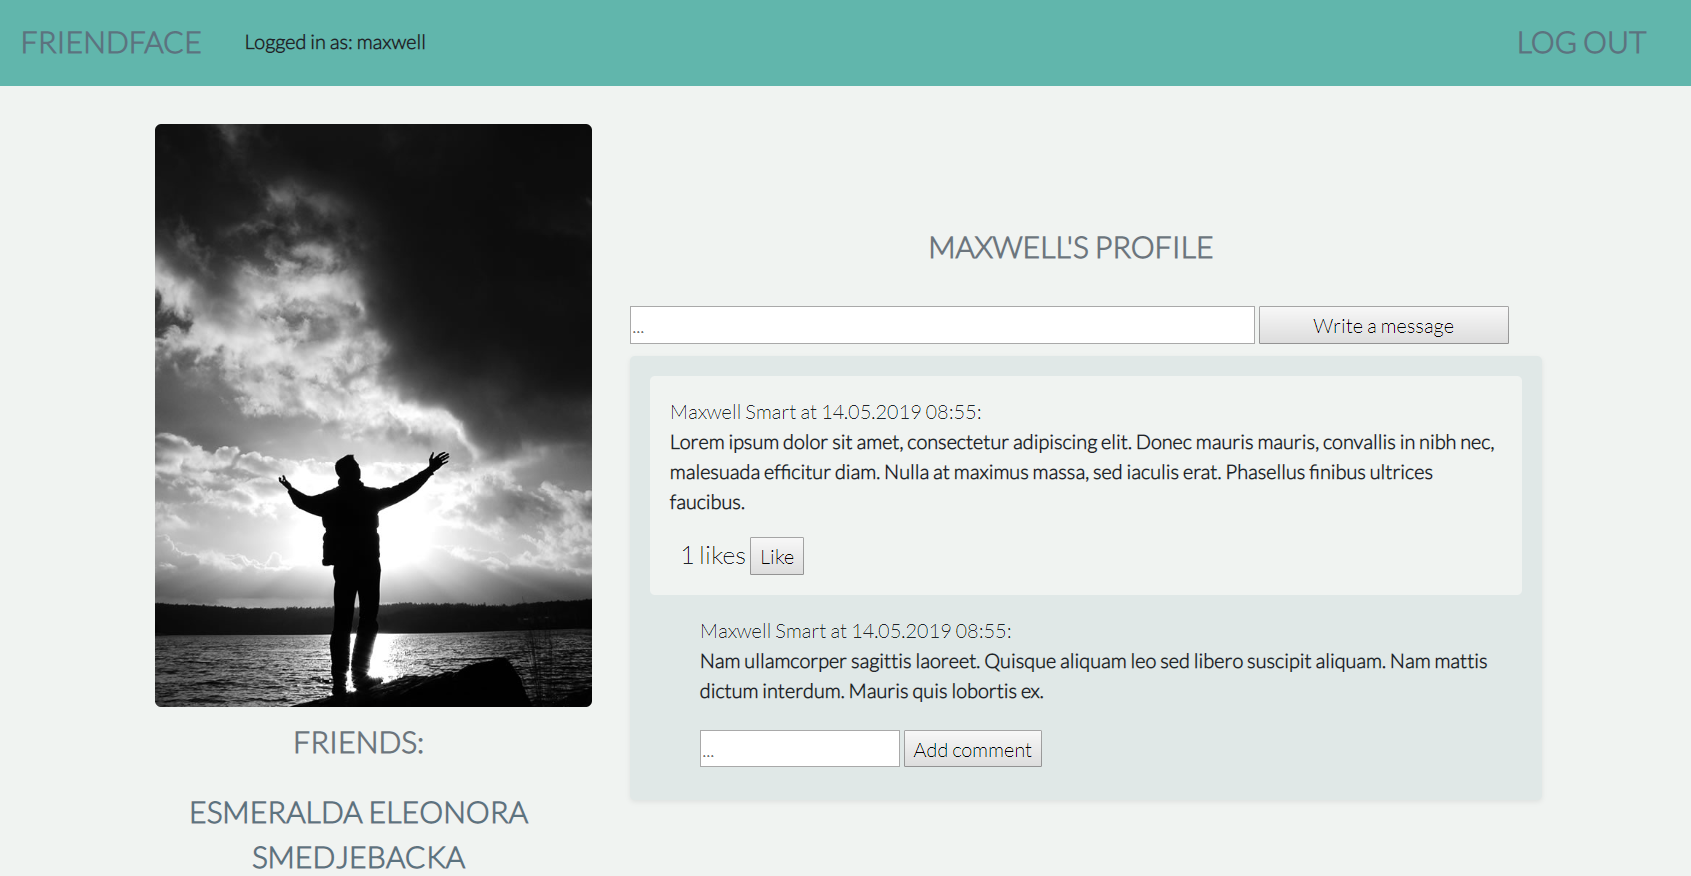 FRIENDFACE
Logged in as: maxwell
LOG OUT
MAXWELL'S PROFILE
...
Write a message
Maxwell Smart at 14.05.2019 08:55:
Lorem ipsum dolor sit amet, consectetur adipiscing elit. Donec mauris mauris, convallis in nibh nec,
malesuada efficitur diam. Nulla at maximus massa, sed iaculis erat. Phasellus finibus ultrices
faucibus.
1 likes
Like
Maxwell Smart at 14.05.2019 08:55:
Nam ullamcorper sagittis laoreet. Quisque aliquam leo sed libero suscipit aliquam. Nam mattis
dictum interdum. Mauris quis lobortis ex.
...
Add comment
FRIENDS:
ESMERALDA ELEONORA
SMEDJEBACKA